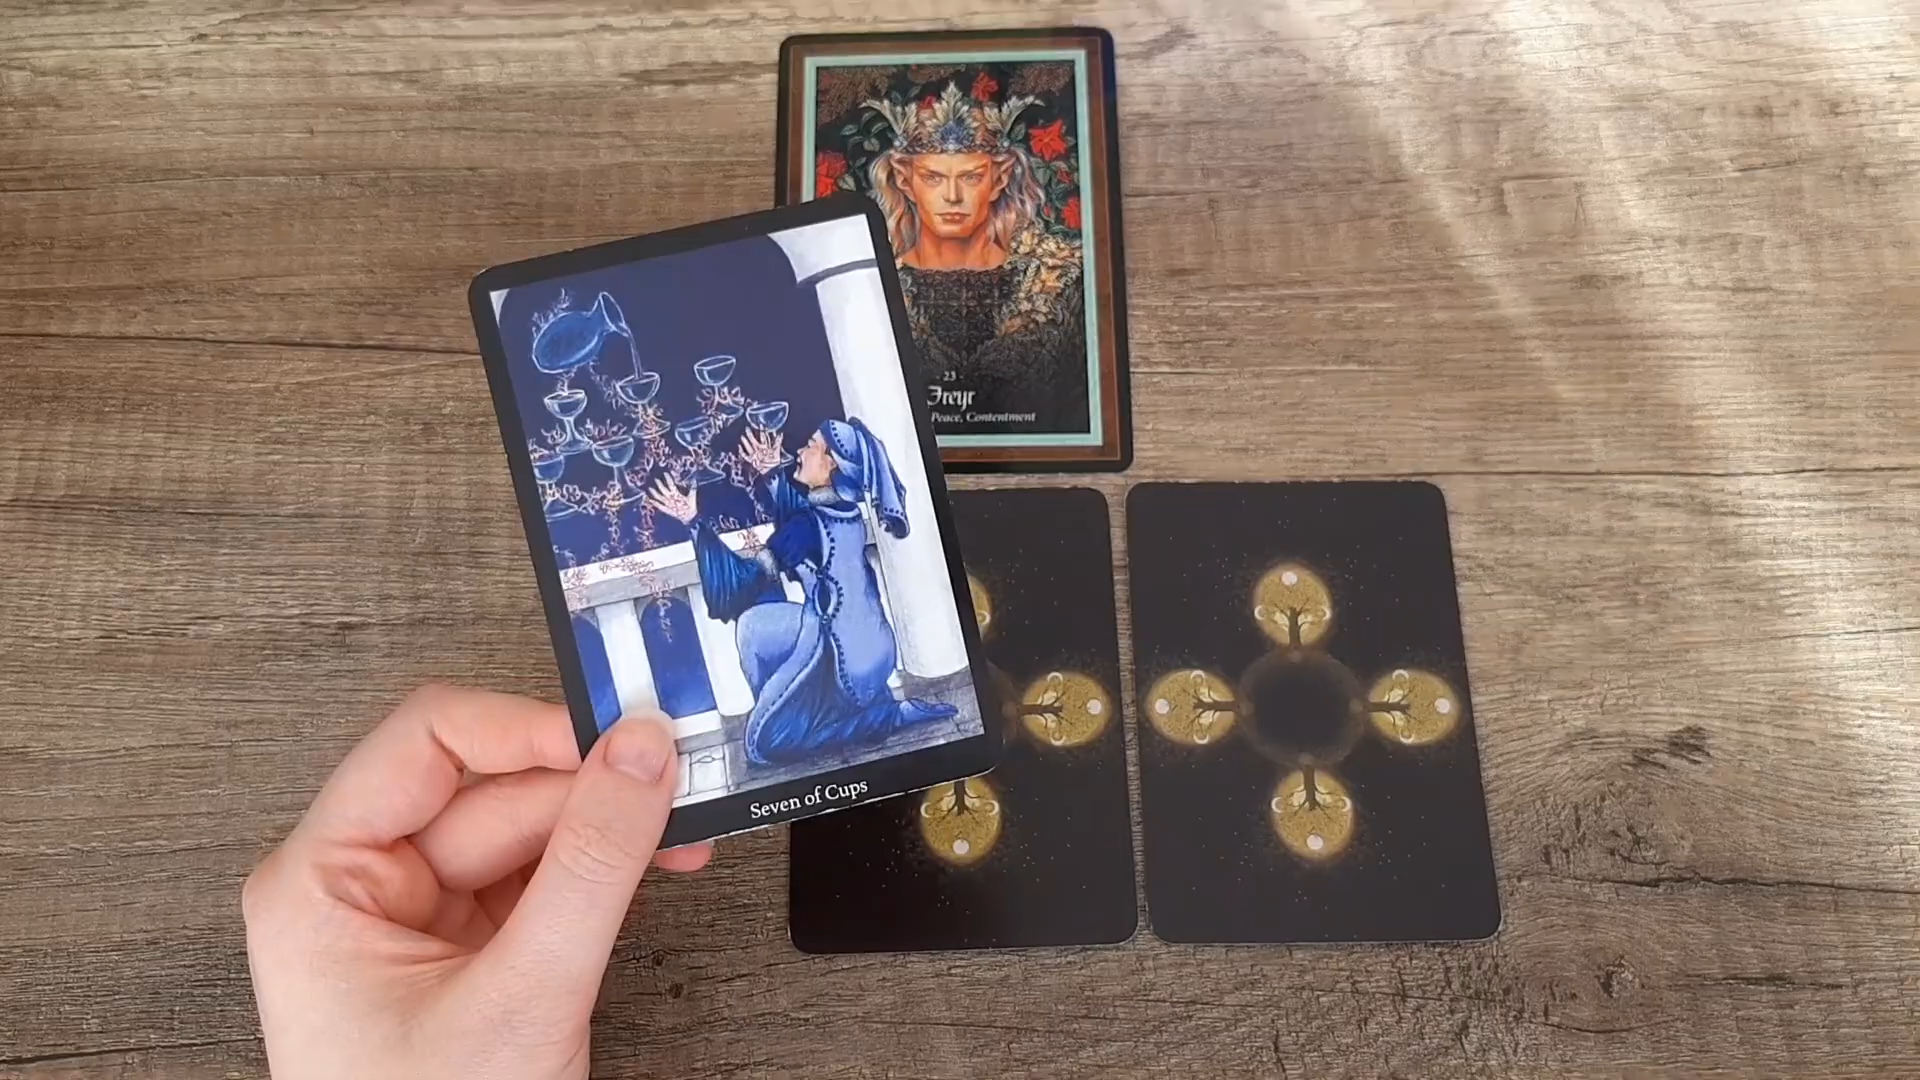 - 23 -
Freyr
Peace, Contentment
Seven of Cups